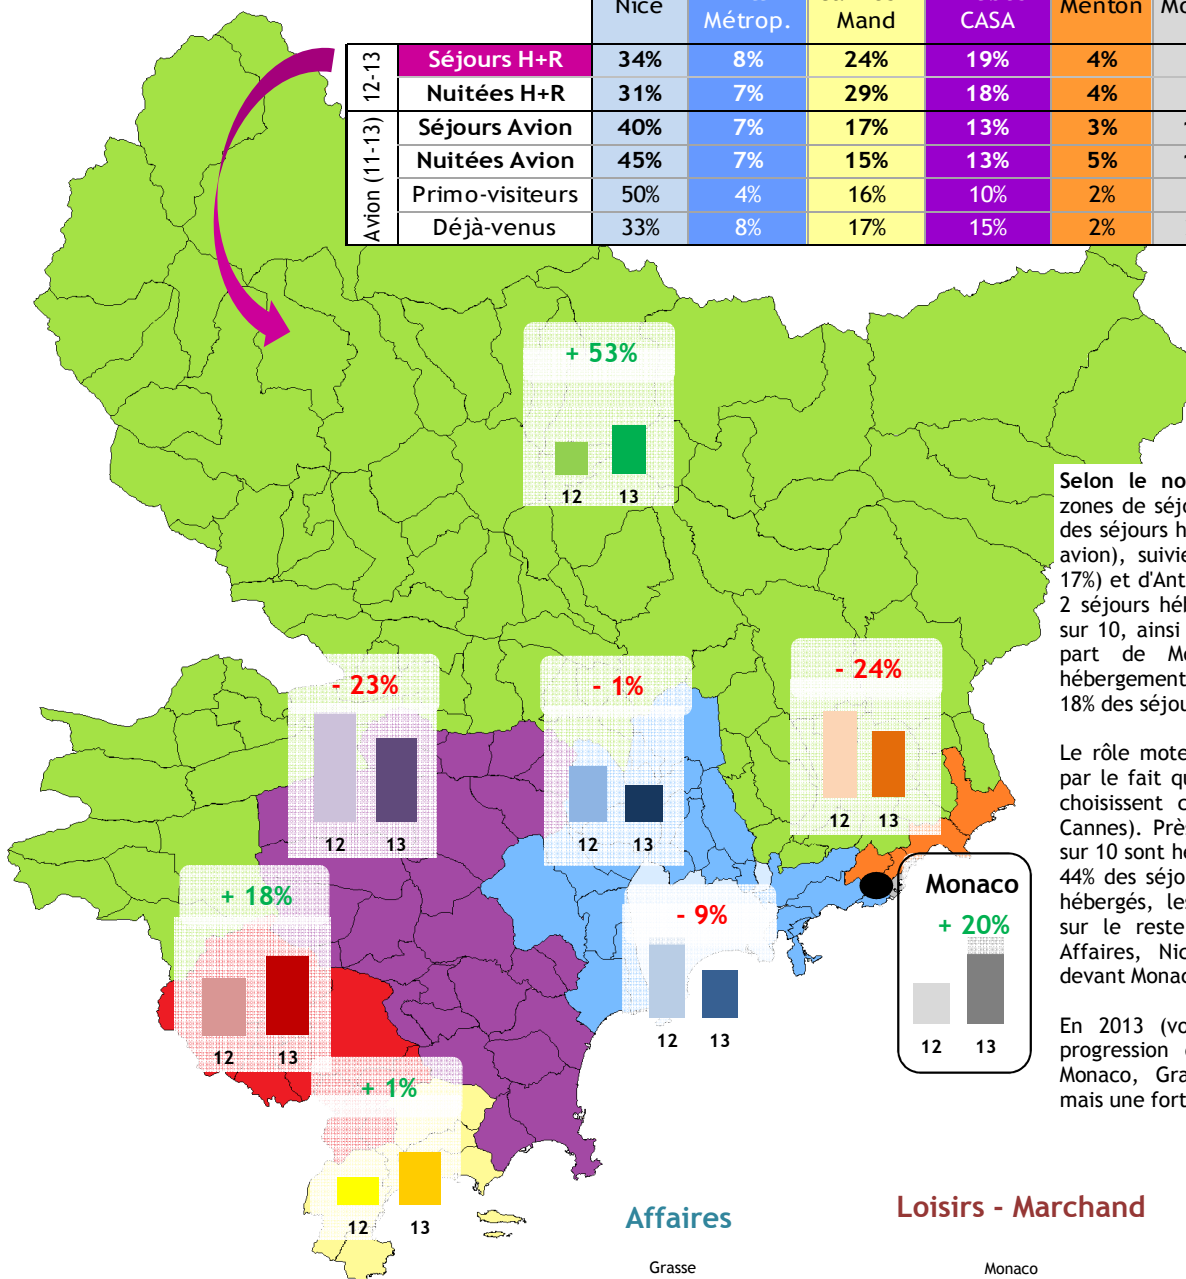 Nice Menton
Métrop. Mand CASA
12-13
Séjours H+R 34% 8% 24% 19% 4%
Nuitées H+R 31% 7% 29% 18% 4%
Avion (11-13)
Séjours Avion 40% 7% 17% 13% 3%
Nuitées Avion 45% 7% 15% 13% 5%
Primo-visiteurs 50% 4% 16% 10% 2%
Déjà-venus 33% 8% 17% 15% 2%
+ 53%
12 13
Selon le no
zones de séjo
des séjours h
avion), suivie
17%) et d'Ant
2 séjours hél
sur 10, ainsi
part de Mo
hébergement
18% des séjou
- 23%
12 13
- 1%
12 13
- 24%
12 13
Le rôle mote
par le fait qu
choisissent c
Cannes). Près
sur 10 sont hé
44% des séjo
hébergés, les
sur le reste
Affaires, Nic
devant Monac
+ 18%
12 13
- 9%
12 13
Monaco
+ 20%
12 13
En 2013 (vo
progression
Monaco, Gra
mais une fort
+ 1%
12 13
Affaires
Loisirs - Marchand
Grasse
Monaco